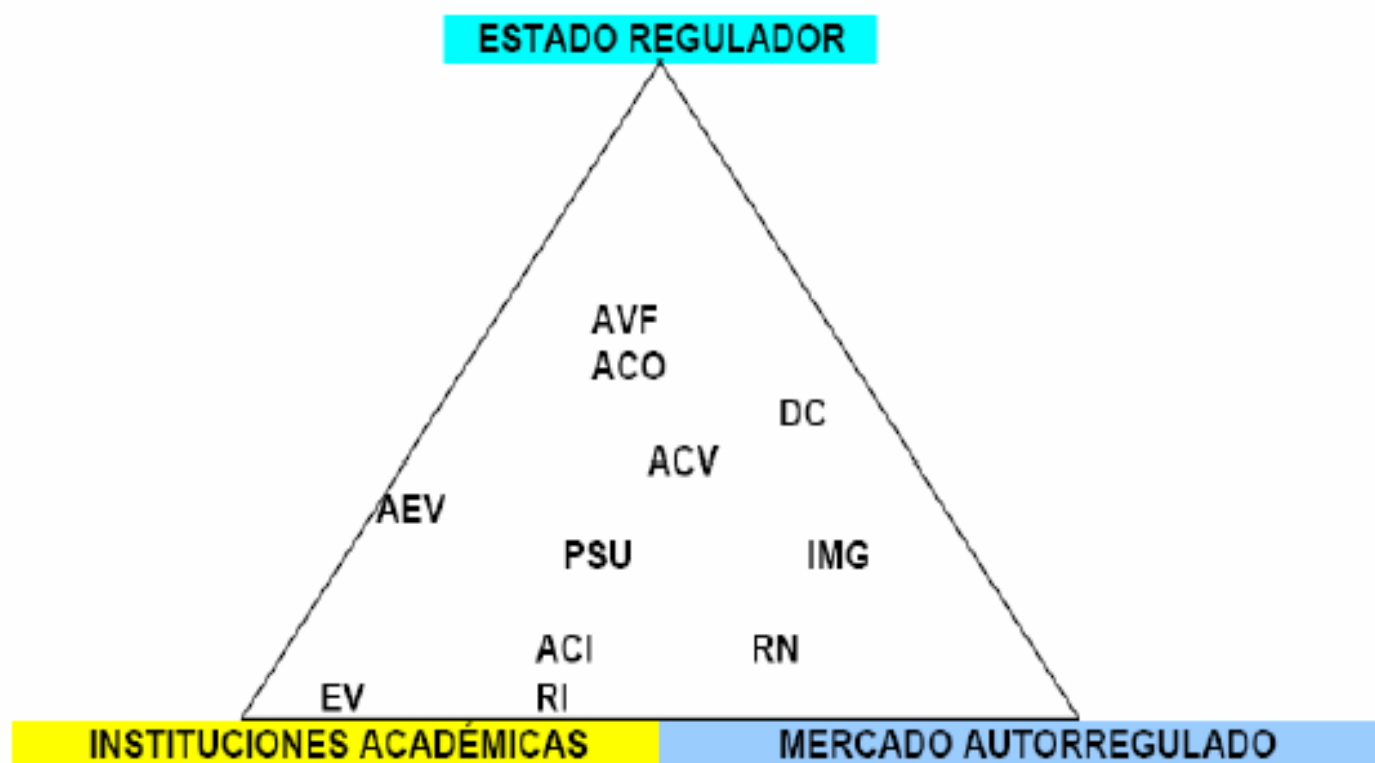 ESTADO REGULADOR
AVF
ACO
DC
ACV
AEV
PSU IMG
ACI RN
EV RI
INSTITUCIONES ACADÉMICAS MERCADO AUTORREGULADO